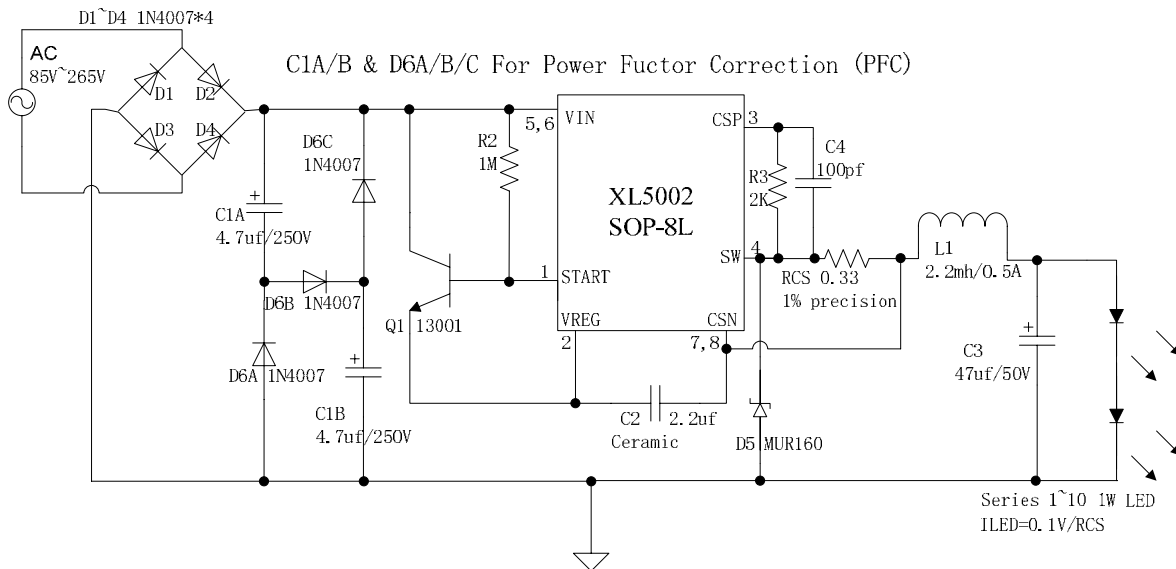 D1~D4 1N4007*4
AC
85V~265V
C1A/B & D6A/B/C For Power Fuctor Correction (PFC)
D1
D2
D3
D4
D6C
1N4007
R2
1M
5,6
VIN
CSP
3
C4
100pf
R3
2K
XL5002
SOP-8L
+
C1A
4.7uf/250V
SW
4
L1
2.2mh/0.5A
RCS 0.33
1% precision
1
START
D6B 1N4007
Q1 13001
VREG
2
CSN
7,8
D6A 1N4007
+
C1B
4.7uf/250V
+
C3
47uf/50V
C2
2.2uf
Ceramic
D5 MUR160
Series 1~10 1W LED
ILED=0.1V/RCS